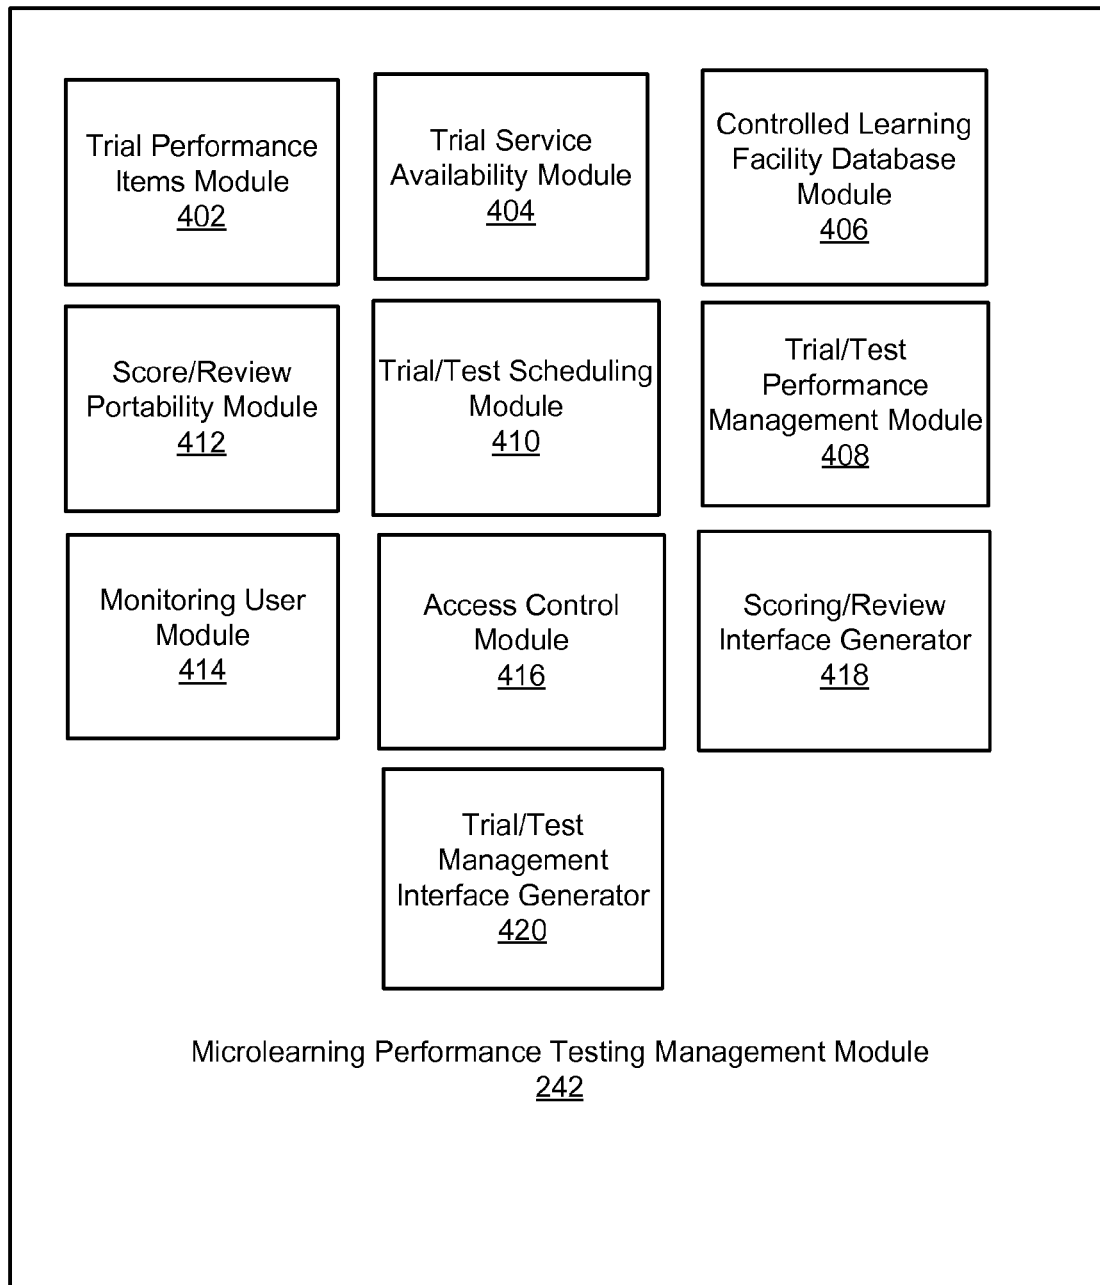 Trial Performance
Items Module
402
Trial Service
Availability Module
404
Controlled Learning
Facility Database
Module
406
Score/Review
Portability Module
412
Trial/Test Scheduling
Module
410
Trial/Test
Performance
Management Module
408
Monitoring User
Module
414
Access Control
Module
416
Scoring/Review
Interface Generator
418
Trial/Test
Management
Interface Generator
420
Microlearning Performance Testing Management Module
242